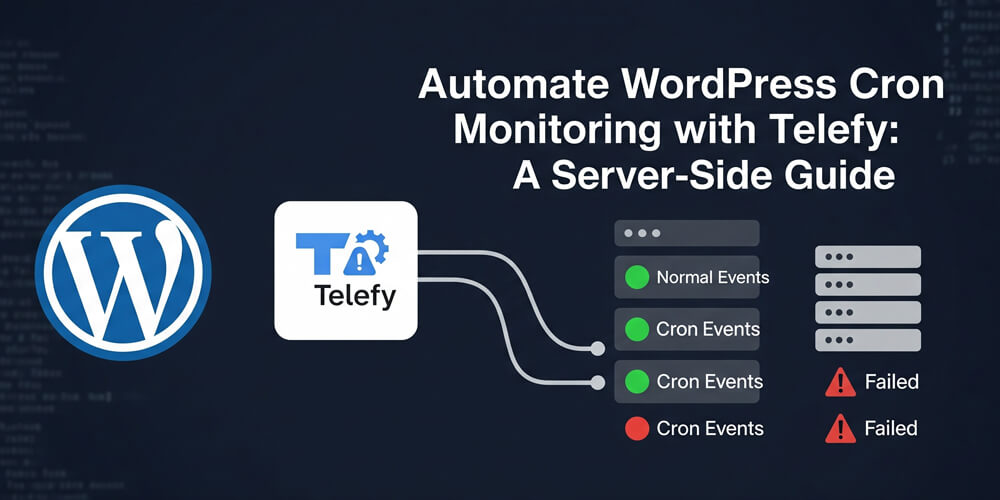 Automate WordPress Cron
Monitoring with Telefy:
A Server-Side Guide
W
T
Telefy
Normal Events
Cron Events
Cron Events
Failed
Cron Events
Failed